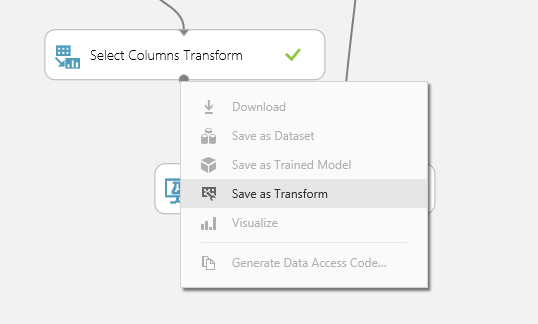 Select Columns Transform
Download
Save as Dataset
Save as Trained Model
Save as Transform
Visualize
Generate Data Access Code...